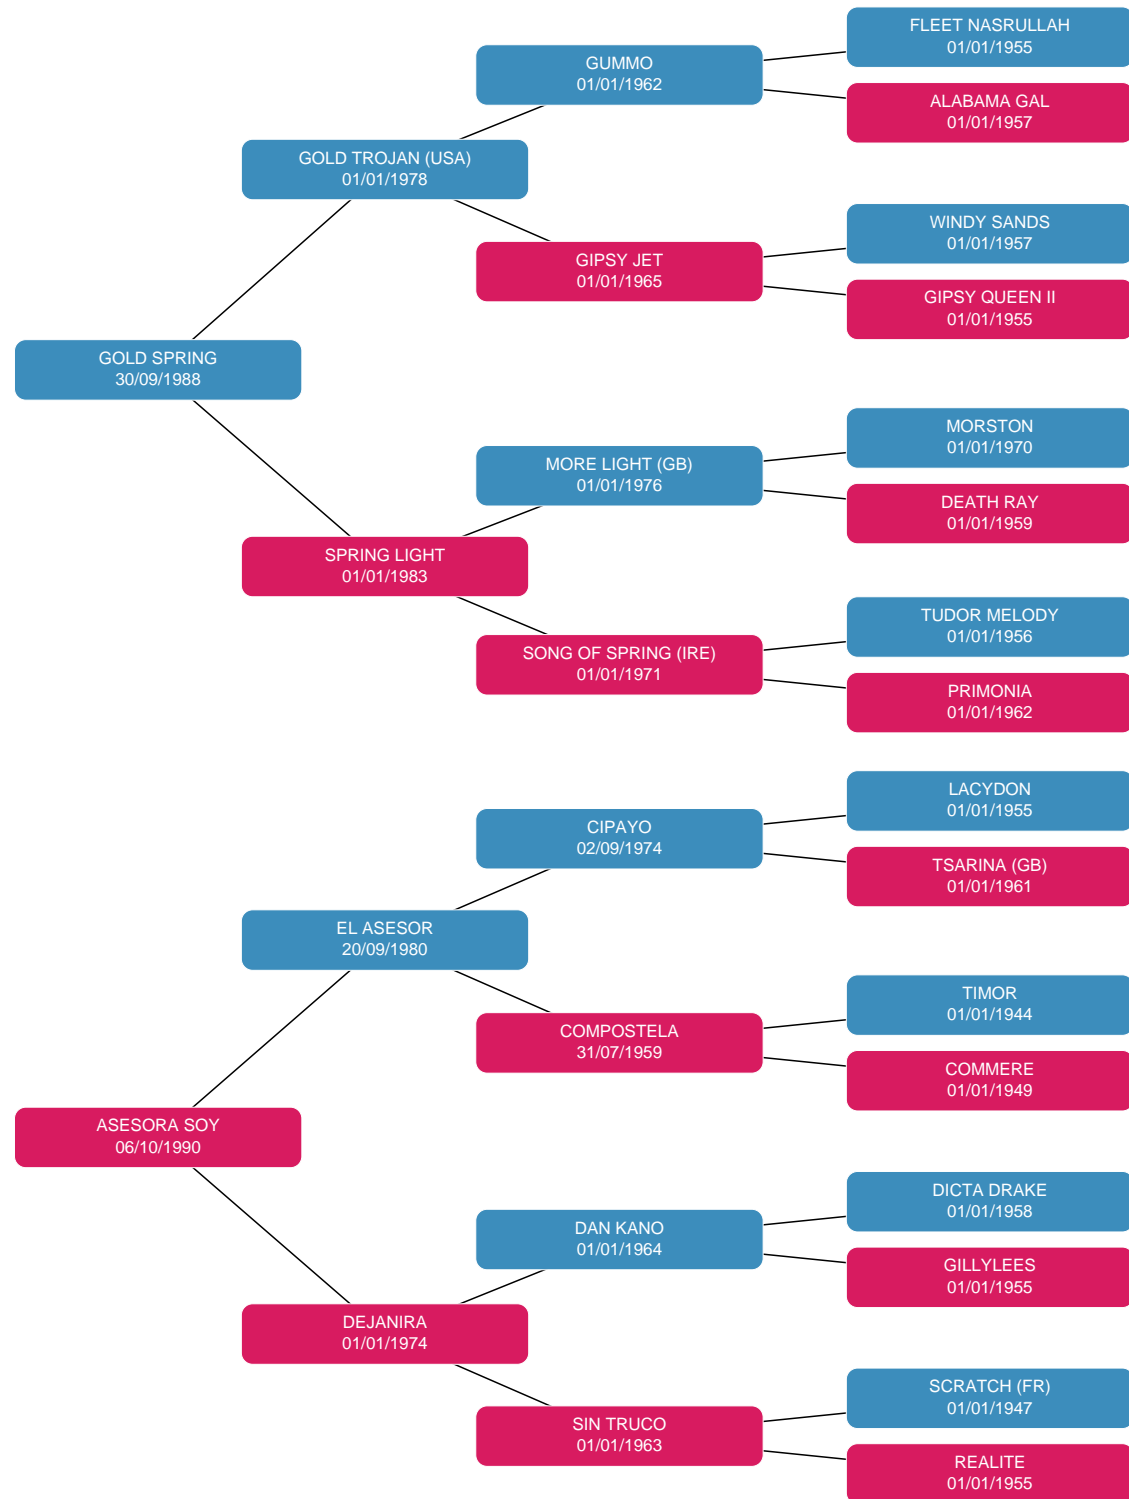 FLEET NASRULLAH
01/01/1955
GUMMO
01/01/1962
ALABAMA GAL
01/01/1957
GOLD TROJAN (USA)
01/01/1978
WINDY SANDS
01/01/1957
GIPSY JET
01/01/1965
GIPSY QUEEN II
01/01/1955
GOLD SPRING
30/09/1988
MORSTON
01/01/1970
MORE LIGHT (GB)
01/01/1976
DEATH RAY
01/01/1959
SPRING LIGHT
01/01/1983
TUDOR MELODY
01/01/1956
SONG OF SPRING (IRE)
01/01/1971
PRIMONIA
01/01/1962
LACYDON
01/01/1955
CIPAYO
02/09/1974
TSARINA (GB)
01/01/1961
EL ASESOR
20/09/1980
TIMOR
01/01/1944
COMPOSTELA
31/07/1959
COMMERE
01/01/1949
ASESORA SOY
06/10/1990
DICTA DRAKE
01/01/1958
DAN KANO
01/01/1964
GILLYLEES
01/01/1955
DEJANIRA
01/01/1974
SCRATCH (FR)
01/01/1947
SIN TRUCO
01/01/1963
REALITE
01/01/1955